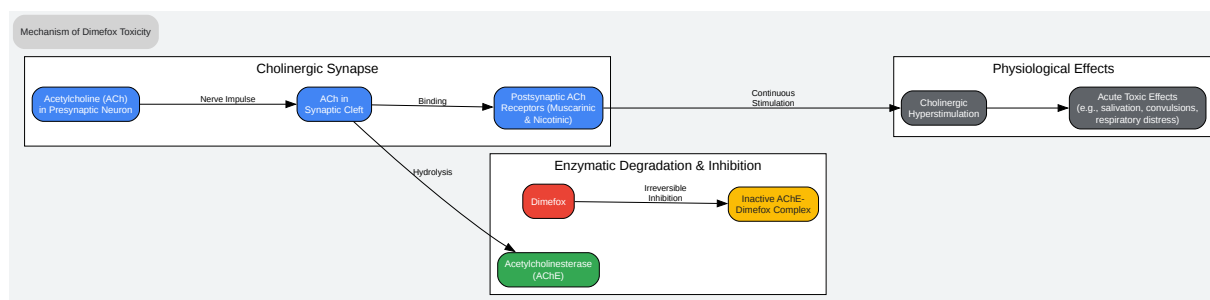 Mechanism of Dimefox Toxicity
Cholinergic Synapse
Acetylcholine (ACh)
in Presynaptic Neuron
Nerve Impulse
ACh in
Synaptic Cleft
Binding
Postsynaptic ACh
Receptors (Muscarinic
& Nicotinic)
Continuous
Stimulation
Physiological Effects
Cholinergic
Hyperstimulation
Acute Toxic Effects
(e.g., salivation, convulsions,
respiratory distress)
Hydrolysis
Enzymatic Degradation & Inhibition
Dimefox
Irreversible
Inhibition
Inactive AChE-
Dimefox Complex
Acetylcholinesterase
(AChE)